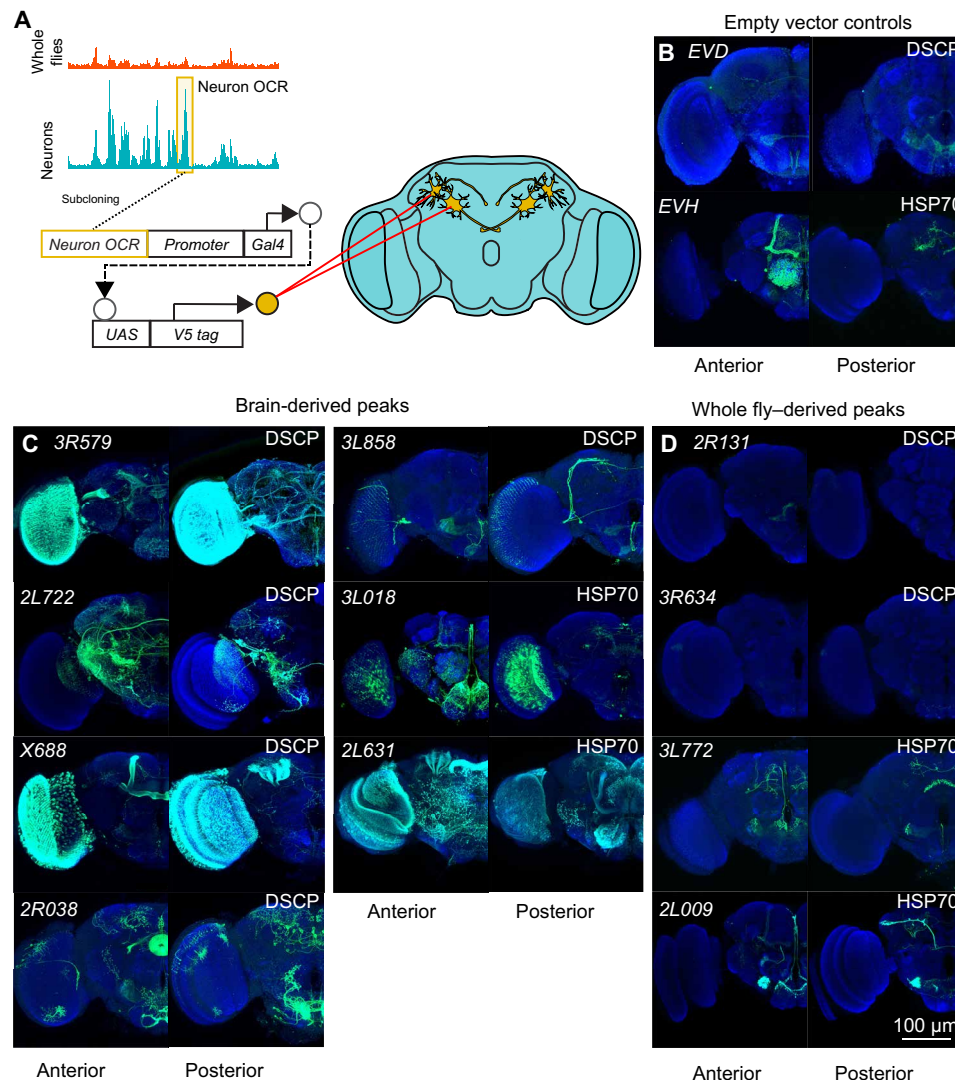 A
Whole flies
Neurons
Neuron OCR
Subcloning
Neuron OCR Promoter Gal4
UAS V5 tag
Empty vector controls
B EVD DSCP
EVH HSP70
Anterior Posterior
Brain-derived peaks
C 3R579 DSCP
2L722 DSCP
X688 DSCP
2R038 DSCP
Anterior Posterior
3L858 DSCP
3L018 HSP70
2L631 HSP70
Anterior Posterior
Whole fly–derived peaks
D 2R131 DSCP
3R634 DSCP
3L772 HSP70
2L009 HSP70
100 μm
Anterior Posterior